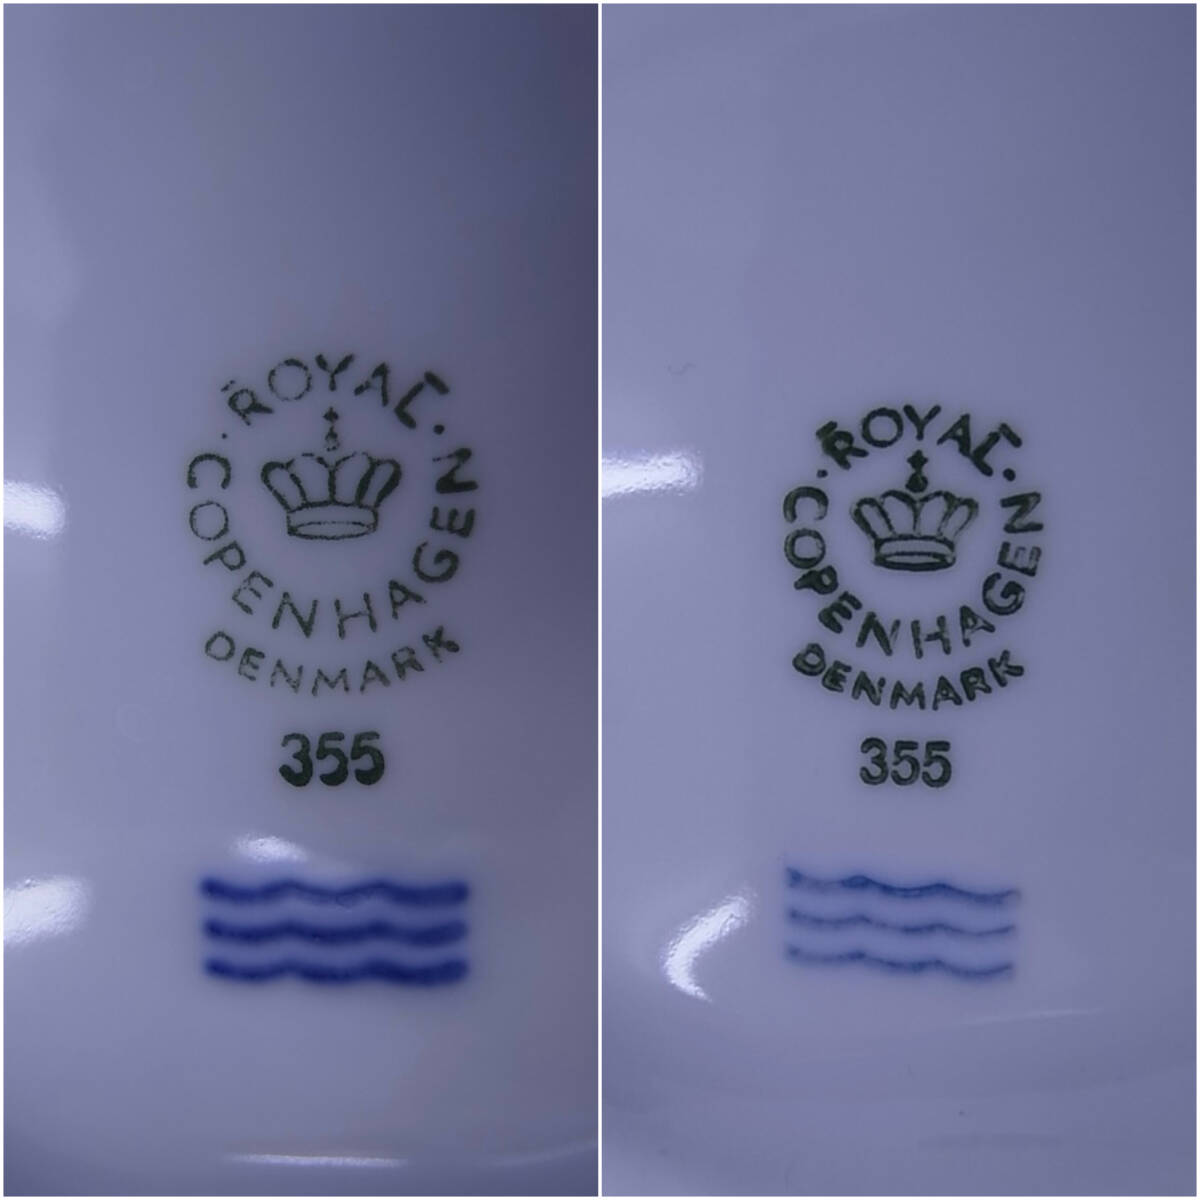 ROYAL
COPENHAGEN
DENMARK
355
ROYAL
COPENHAGEN
DENMARK
355